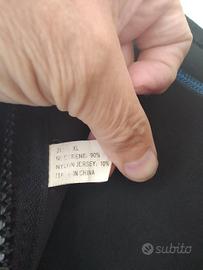 XL
90%
NYLON JERSEY: 10%
IN CHINA
subito